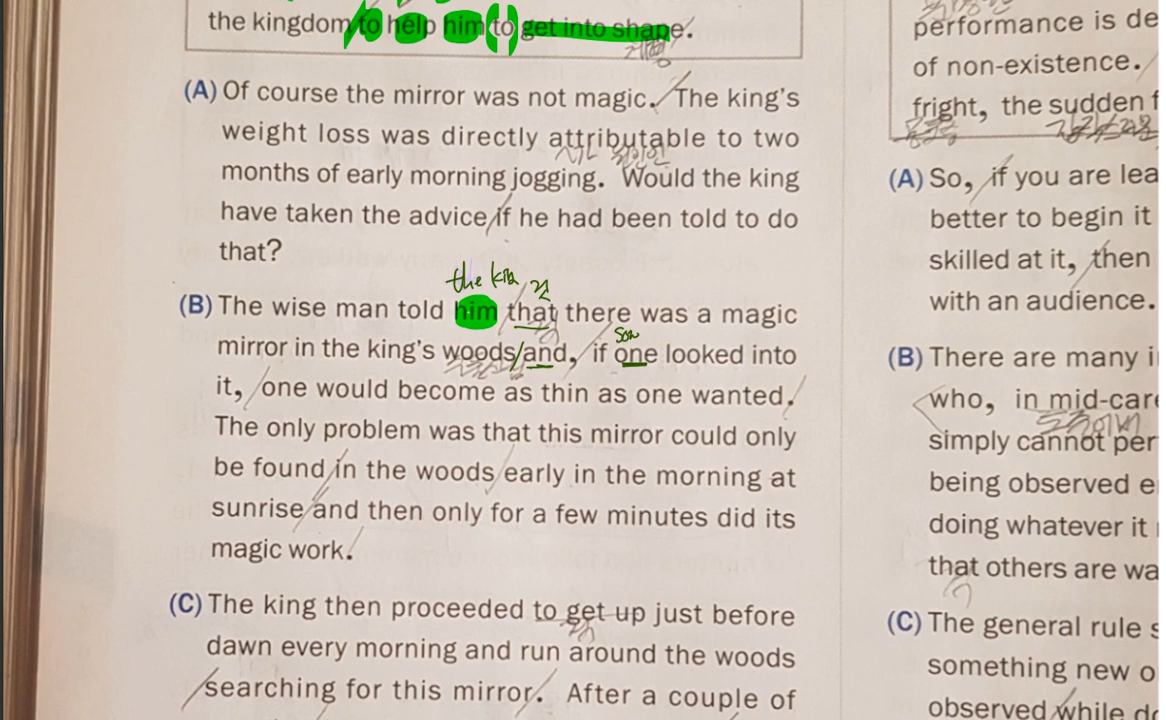 the kingdom to help him to get into shape.
(A) Of course the mirror was not magic. The king's
weight loss was directly attributable to two
months of early morning jogging. Would the king
have taken the advice if he had been told to do
that?
the king
(B) The wise man told him that there was a magic
mirror in the king's woods and, if one looked into
it, one would become as thin as one wanted.
The only problem was that this mirror could only
be found in the woods early in the morning at
sunrise and then only for a few minutes did its
magic work.
(C) The king then proceeded to get up just before
dawn every morning and run around the woods
searching for this mirror. After a couple of
performance is de
of non-existence.
fright, the sudden f
(A) So, if you are lea
better to begin it
skilled at it, then
with an audience.
(B) There are many i
who, in mid-care
simply cannot per
being observed e
doing whatever it
that others are wa
(C) The general rule s
something new o
observed while do